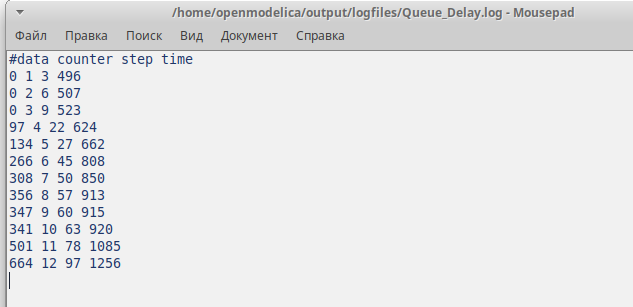 /home/openmodelica/output/logfiles/Queue_Delay.log - Mousepad
Файл Правка Поиск Вид Документ Справка
#data counter step time
0 1 3 496
0 2 6 507
0 3 9 523
97 4 22 624
134 5 27 662
266 6 45 808
308 7 50 850
356 8 57 913
347 9 60 915
341 10 63 920
501 11 78 1085
664 12 97 1256